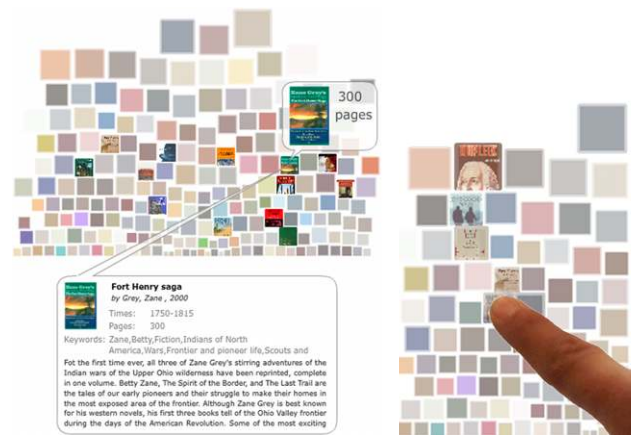 Zane Grey's
300
pages
Zane Grey's
Fort Henry saga
by Grey, Zane , 2000
Times: 1750-1815
Pages: 300
Keywords: Zane,Betty,Fiction,Indians of North
America,Wars,Frontier and pioneer life,Scouts and
Fot the first time ever, all three of Zane Grey's stirring adventures of the
Indian wars of the Upper Ohio wilderness have been reprinted, complete
in one volume. Betty Zane, The Spirit of the Border, and The Last Trail are
the tales of our early pioneers and their struggle to make their homes in
the most exposed area of the frontier. Although Zane Grey is best known
for his western novels, his first three books tell of the Ohio Valley frontier
during the days of the American Revolution. Some of the most exciting